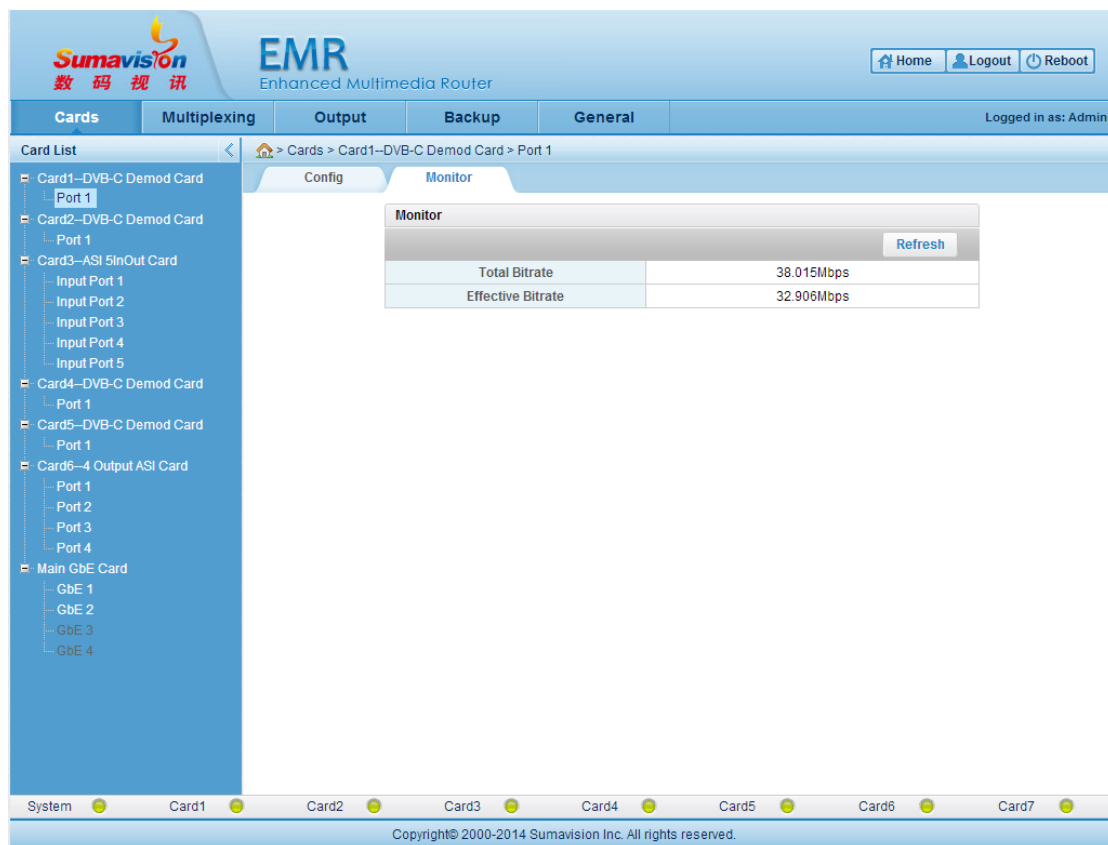 Sumavision
数码视讯
EMR
Enhanced Multimedia Router
Home Logout Reboot
Cards Multiplexing Output Backup General Logged in as: Admin
Card List
> Cards > Card1--DVB-C Demod Card > Port 1
Config Monitor
Card1--DVB-C Demod Card
Port 1
Card2--DVB-C Demod Card
Port 1
Card3--ASI 5InOut Card
Input Port 1
Input Port 2
Input Port 3
Input Port 4
Input Port 5
Card4--DVB-C Demod Card
Port 1
Card5--DVB-C Demod Card
Port 1
Card6--4 Output ASI Card
Port 1
Port 2
Port 3
Port 4
Main GbE Card
GbE 1
GbE 2
GbE 3
GbE 4
Monitor
Refresh
Total Bitrate 38.015Mbps
Effective Bitrate 32.906Mbps
System Card1 Card2 Card3 Card4 Card5 Card6 Card7
Copyright© 2000-2014 Sumavision Inc. All rights reserved.